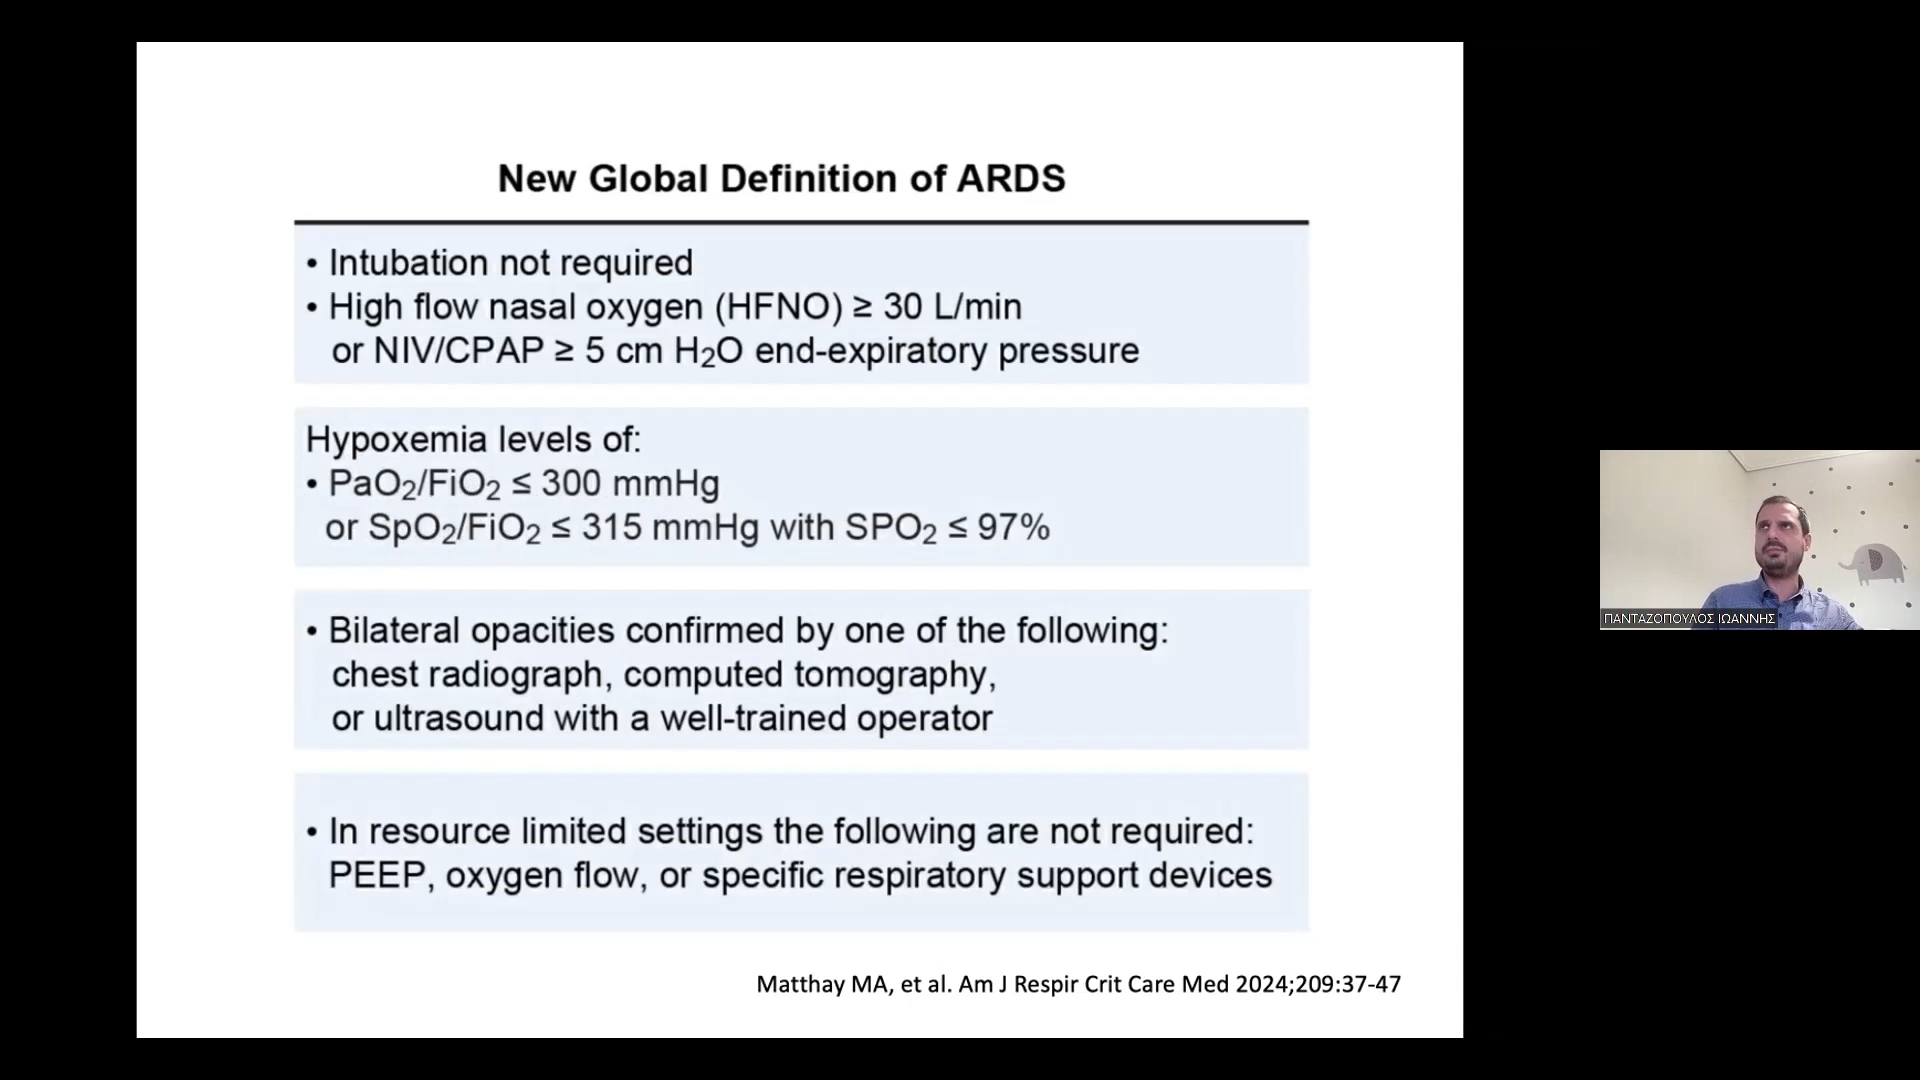 New Global Definition of ARDS
• Intubation not required
• High flow nasal oxygen (HFNO) ≥ 30 L/min
or NIV/CPAP ≥ 5 cm H₂O end-expiratory pressure
Hypoxemia levels of:
• PaO₂/FiO₂ ≤ 300 mmHg
or SpO₂/FiO₂ ≤ 315 mmHg with SPO₂ ≤ 97%
• Bilateral opacities confirmed by one of the following:
chest radiograph, computed tomography,
or ultrasound with a well-trained operator
• In resource limited settings the following are not required:
PEEP, oxygen flow, or specific respiratory support devices
Matthay MA, et al. Am J Respir Crit Care Med 2024;209:37-47
ΠΑΝΤΑΖΟΠΟΥΛΟΣ ΙΩΑΝΝΗΣ